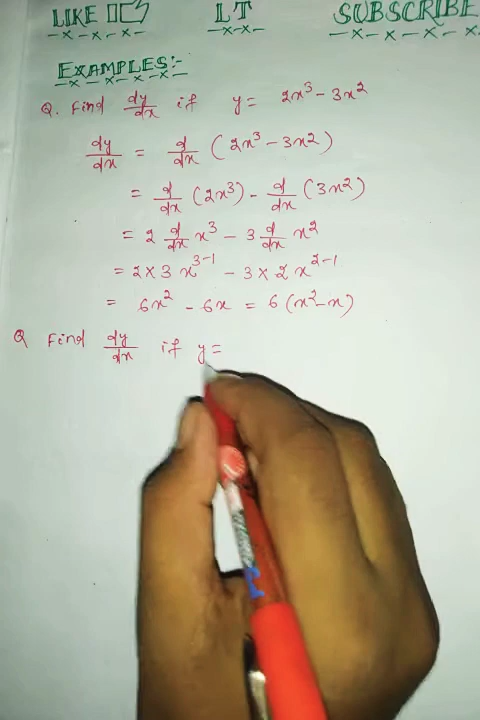 LIKE LT SUBSCRIBE
EXAMPLES:-
Q. Find dy/dx if y = 2x³ - 3x²
dy/dx = d/dx (2x³ - 3x²)
= d/dx (2x³) - d/dx (3x²)
= 2 d/dx x³ - 3 d/dx x²
= 2 × 3 x³⁻¹ - 3 × 2 x²⁻¹
= 6x² - 6x = 6 (x² - x)
Q Find dy/dx if y =